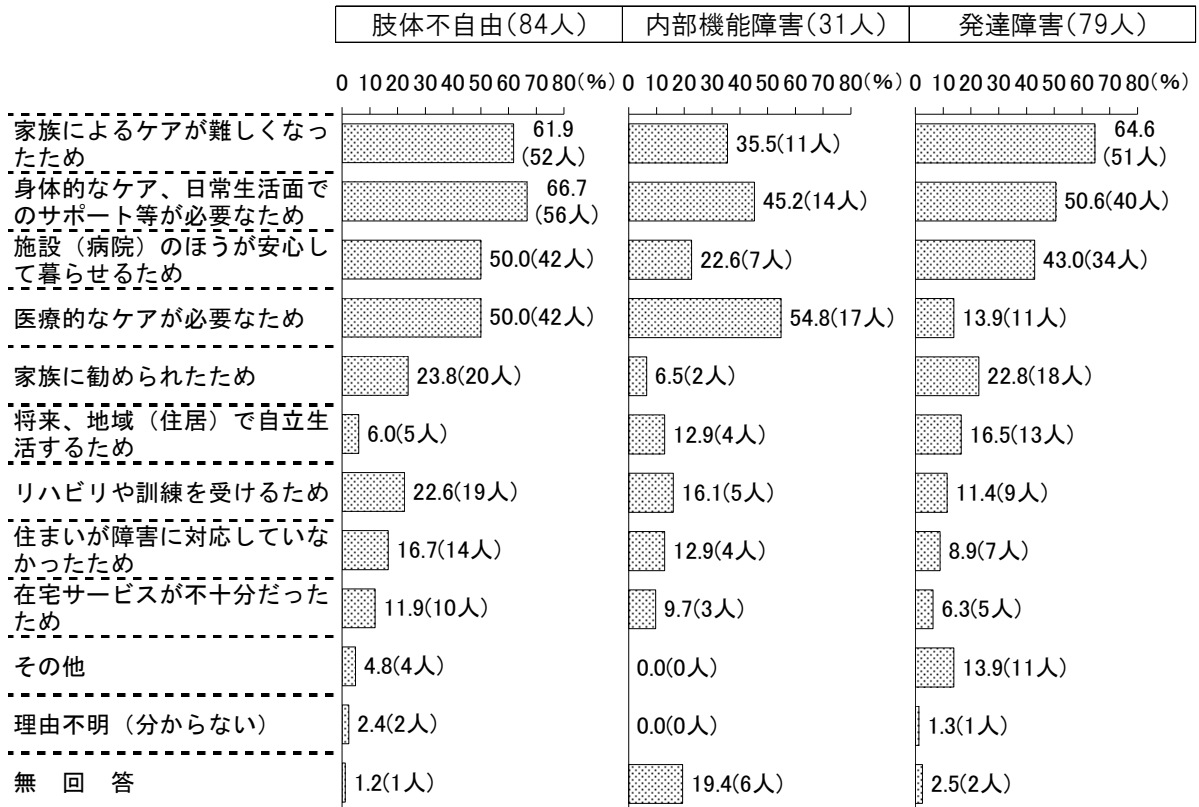 肢体不自由(84人) 内部機能障害(31人) 発達障害(79人)
0 10 20 30 40 50 60 70 80(%) 0 10 20 30 40 50 60 70 80(%) 0 10 20 30 40 50 60 70 80(%)
家族によるケアが難しくなっ
たため
61.9
(52人)
35.5(11人)
64.6
(51人)
身体的なケア、日常生活面で
のサポート等が必要なため
66.7
(56人)
45.2(14人)
50.6(40人)
施設（病院）のほうが安心し
て暮らせるため
50.0(42人)
22.6(7人)
43.0(34人)
医療的なケアが必要なため
50.0(42人)
54.8(17人)
13.9(11人)
家族に勧められたため
23.8(20人)
6.5(2人)
22.8(18人)
将来、地域（住居）で自立生
活するため
6.0(5人)
12.9(4人)
16.5(13人)
リハビリや訓練を受けるため
22.6(19人)
16.1(5人)
11.4(9人)
住まいが障害に対応していな
かったため
16.7(14人)
12.9(4人)
8.9(7人)
在宅サービスが不十分だった
ため
11.9(10人)
9.7(3人)
6.3(5人)
その他
4.8(4人)
0.0(0人)
13.9(11人)
理由不明（分からない）
2.4(2人)
0.0(0人)
1.3(1人)
無　回　答
1.2(1人)
19.4(6人)
2.5(2人)